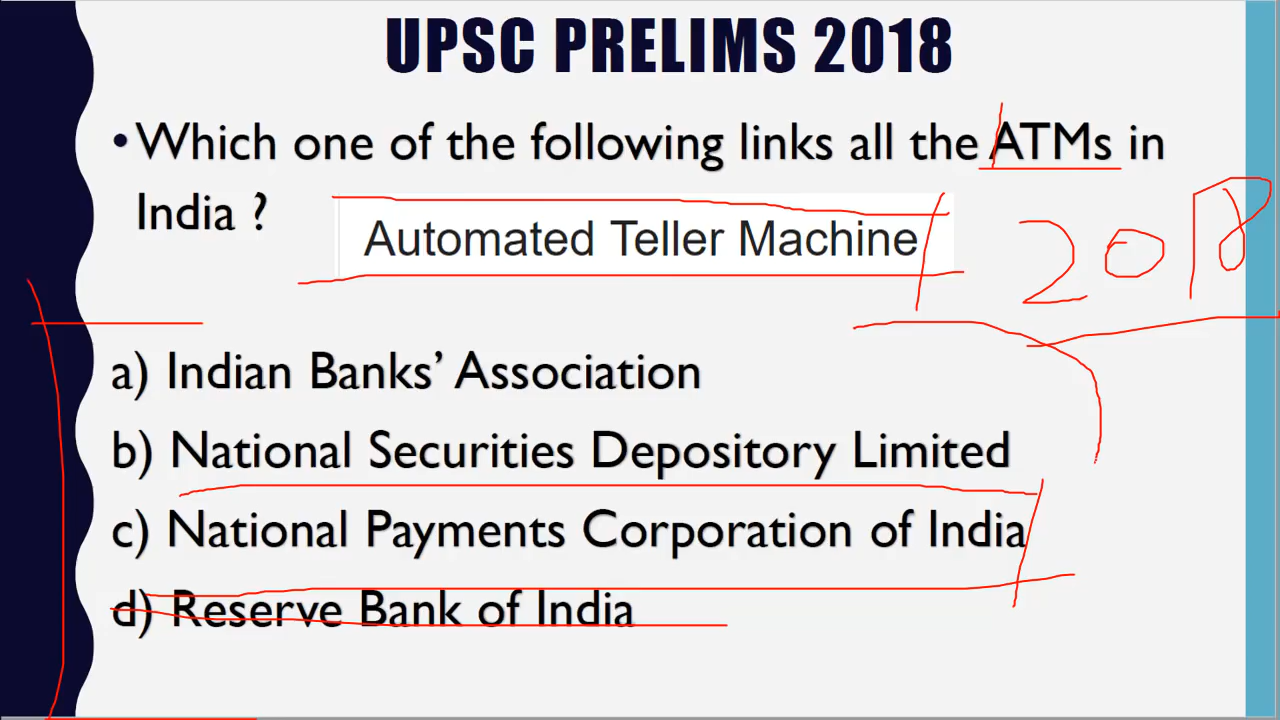 UPSC PRELIMS 2018
•Which one of the following links all the ATMs in
India ?
Automated Teller Machine
2018
a) Indian Banks’ Association
b) National Securities Depository Limited
c) National Payments Corporation of India
d) Reserve Bank of India